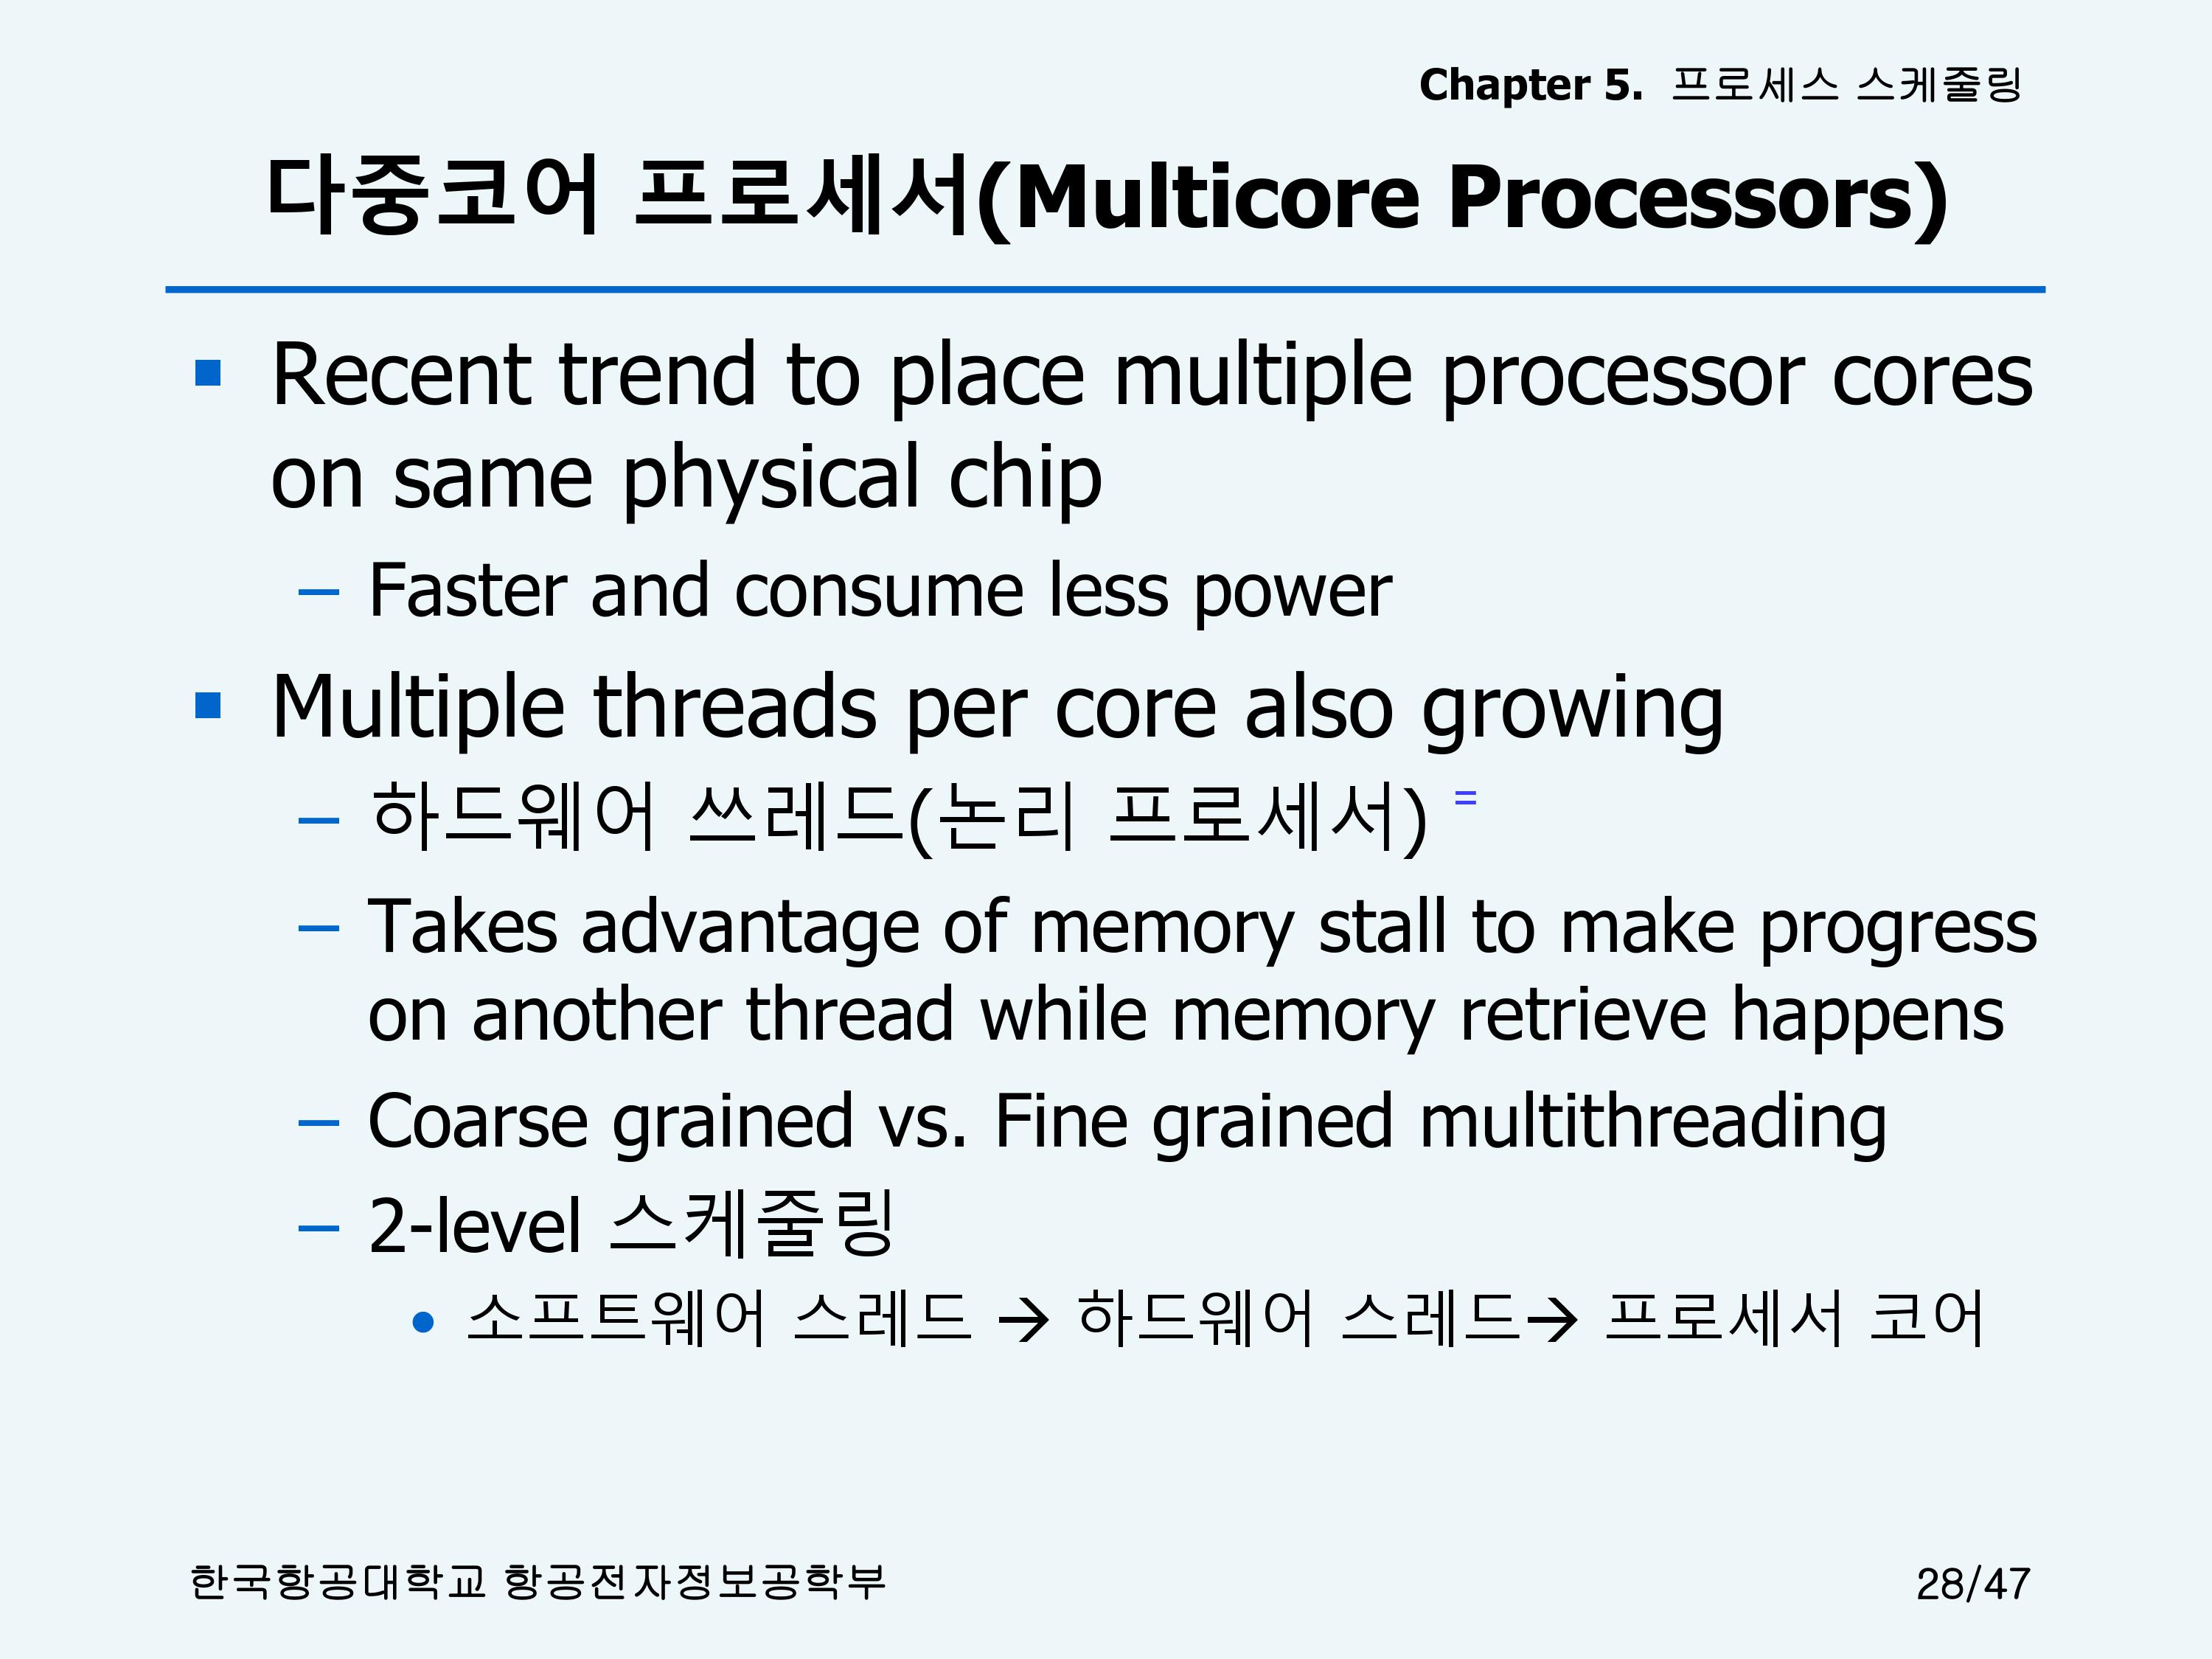 Chapter 5. 프로세스 스케줄링
다중코어 프로세서(Multicore Processors)
■ Recent trend to place multiple processor cores
on same physical chip
– Faster and consume less power
■ Multiple threads per core also growing
– 하드웨어 쓰레드(논리 프로세서) =
– Takes advantage of memory stall to make progress
on another thread while memory retrieve happens
– Coarse grained vs. Fine grained multithreading
– 2-level 스케줄링
• 소프트웨어 스레드 → 하드웨어 스레드→ 프로세서 코어
한국항공대학교 항공전자정보공학부
28/47